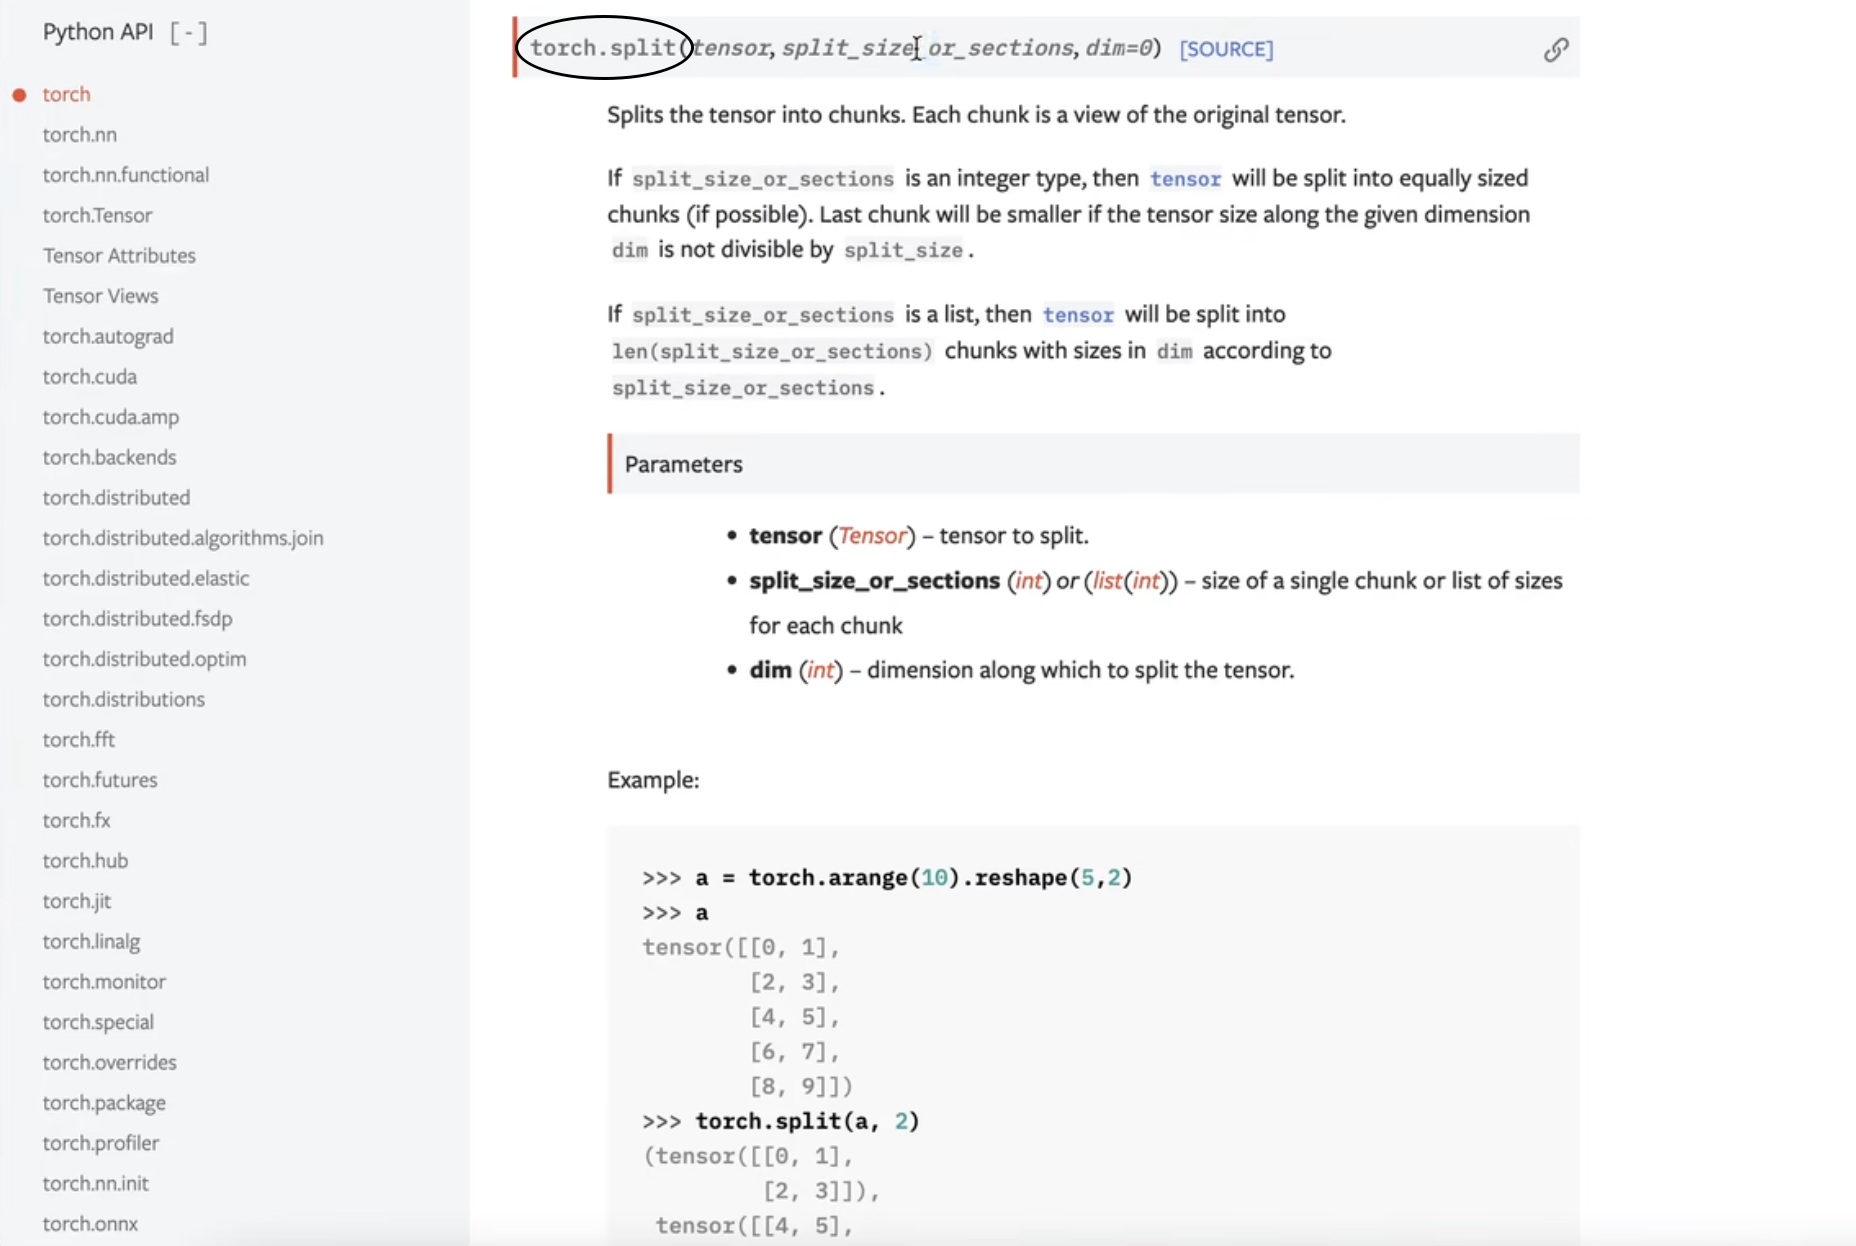 Python API [ - ]
torch
torch.nn
torch.nn.functional
torch.Tensor
Tensor Attributes
Tensor Views
torch.autograd
torch.cuda
torch.cuda.amp
torch.backends
torch.distributed
torch.distributed.algorithms.join
torch.distributed.elastic
torch.distributed.fsdp
torch.distributed.optim
torch.distributions
torch.fft
torch.futures
torch.fx
torch.hub
torch.jit
torch.linalg
torch.monitor
torch.special
torch.overrides
torch.package
torch.profiler
torch.nn.init
torch.onnx
torch.split(tensor, split_size_or_sections, dim=0) [SOURCE]
Splits the tensor into chunks. Each chunk is a view of the original tensor.
If split_size_or_sections is an integer type, then tensor will be split into equally sized
chunks (if possible). Last chunk will be smaller if the tensor size along the given dimension
dim is not divisible by split_size.
If split_size_or_sections is a list, then tensor will be split into
len(split_size_or_sections) chunks with sizes in dim according to
split_size_or_sections.
Parameters
• tensor (Tensor) – tensor to split.
• split_size_or_sections (int) or (list(int)) – size of a single chunk or list of sizes
for each chunk
• dim (int) – dimension along which to split the tensor.
Example:
>>> a = torch.arange(10).reshape(5,2)
>>> a
tensor([[0, 1],
[2, 3],
[4, 5],
[6, 7],
[8, 9]])
>>> torch.split(a, 2)
(tensor([[0, 1],
[2, 3]]),
tensor([[4, 5],